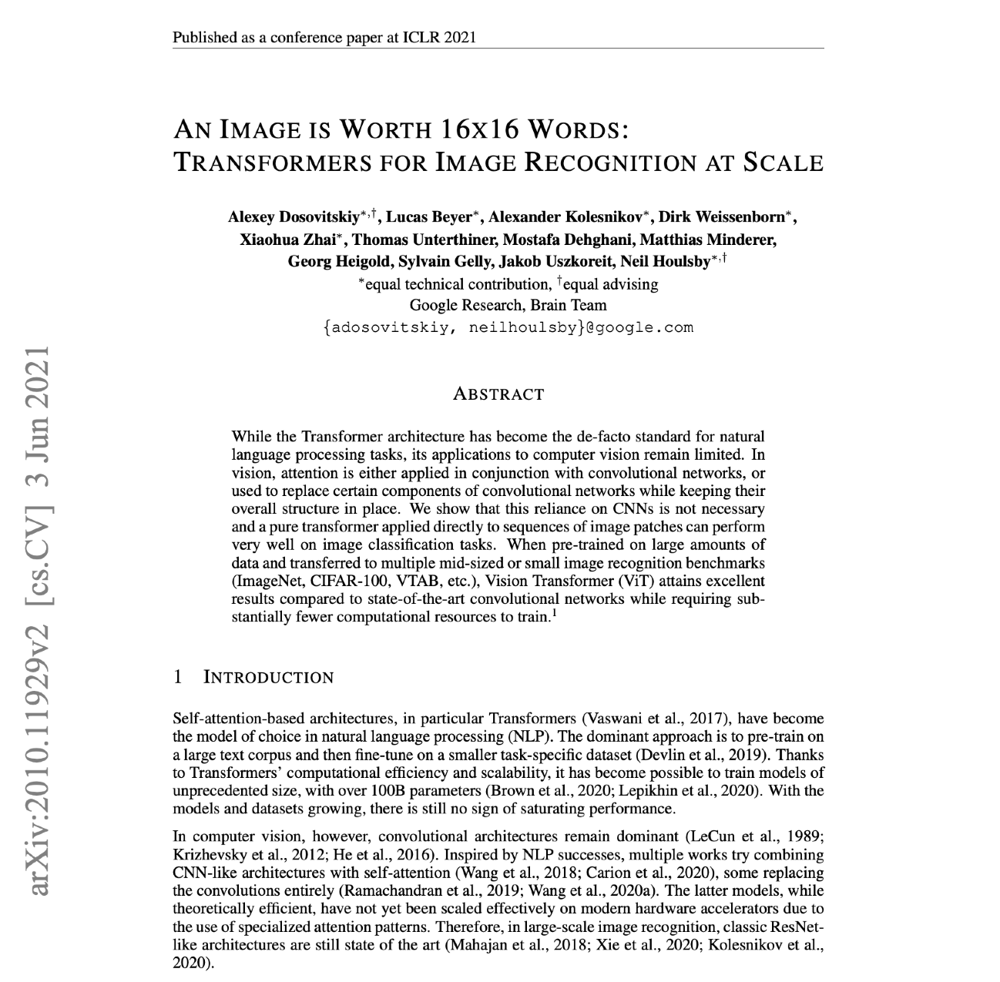 Published as a conference paper at ICLR 2021
AN IMAGE IS WORTH 16X16 WORDS:
TRANSFORMERS FOR IMAGE RECOGNITION AT SCALE
Alexey Dosovitskiy*,†, Lucas Beyer*, Alexander Kolesnikov*, Dirk Weissenborn*,
Xiaohua Zhai*, Thomas Unterthiner, Mostafa Dehghani, Matthias Minderer,
Georg Heigold, Sylvain Gelly, Jakob Uszkoreit, Neil Houlsby*,†
*equal technical contribution, †equal advising
Google Research, Brain Team
{adosovitskiy, neilhoulsby}@google.com
ABSTRACT
While the Transformer architecture has become the de-facto standard for natural
language processing tasks, its applications to computer vision remain limited. In
vision, attention is either applied in conjunction with convolutional networks, or
used to replace certain components of convolutional networks while keeping their
overall structure in place. We show that this reliance on CNNs is not necessary
and a pure transformer applied directly to sequences of image patches can perform
very well on image classification tasks. When pre-trained on large amounts of
data and transferred to multiple mid-sized or small image recognition benchmarks
(ImageNet, CIFAR-100, VTAB, etc.), Vision Transformer (ViT) attains excellent
results compared to state-of-the-art convolutional networks while requiring sub-
stantially fewer computational resources to train.1
1 INTRODUCTION
Self-attention-based architectures, in particular Transformers (Vaswani et al., 2017), have become
the model of choice in natural language processing (NLP). The dominant approach is to pre-train on
a large text corpus and then fine-tune on a smaller task-specific dataset (Devlin et al., 2019). Thanks
to Transformers' computational efficiency and scalability, it has become possible to train models of
unprecedented size, with over 100B parameters (Brown et al., 2020; Lepikhin et al., 2020). With the
models and datasets growing, there is still no sign of saturating performance.
In computer vision, however, convolutional architectures remain dominant (LeCun et al., 1989;
Krizhevsky et al., 2012; He et al., 2016). Inspired by NLP successes, multiple works try combining
CNN-like architectures with self-attention (Wang et al., 2018; Carion et al., 2020), some replacing
the convolutions entirely (Ramachandran et al., 2019; Wang et al., 2020a). The latter models, while
theoretically efficient, have not yet been scaled effectively on modern hardware accelerators due to
the use of specialized attention patterns. Therefore, in large-scale image recognition, classic ResNet-
like architectures are still state of the art (Mahajan et al., 2018; Xie et al., 2020; Kolesnikov et al.,
2020).
arXiv:2010.11929v2 [cs.CV] 3 Jun 2021